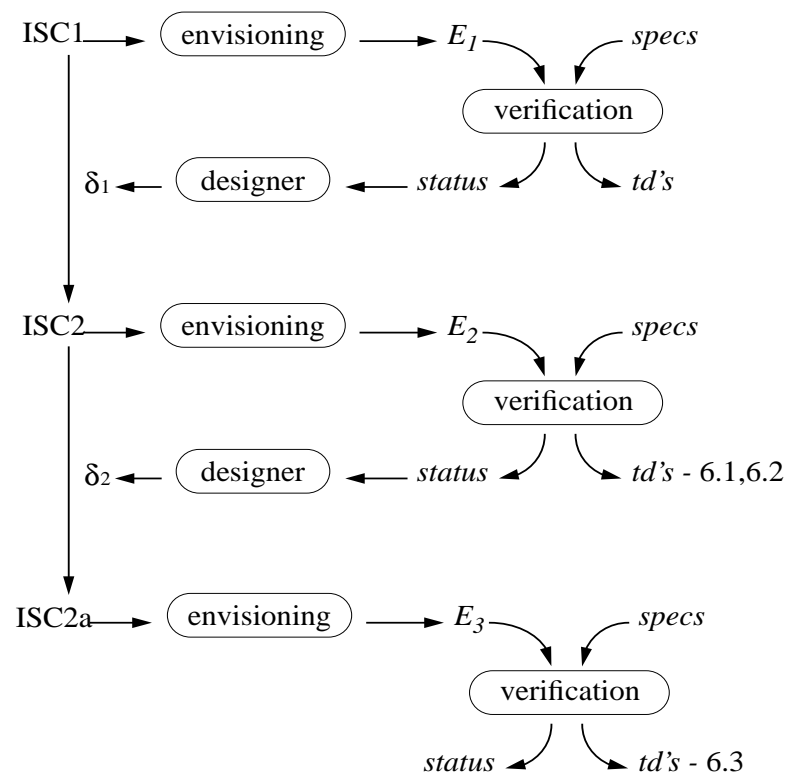 ISC1 envisioning E1 specs
verification
δ1 designer status td's
ISC2 envisioning E2 specs
verification
δ2 designer status td's - 6.1,6.2
ISC2a envisioning E3 specs
verification
status td's - 6.3